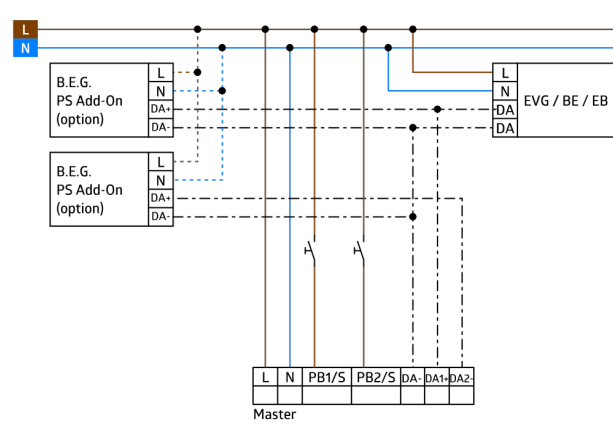 L
N
B.E.G.
PS Add-On
(option)
L
N
DA+
DA-
L
N
DA
DA
EVG / BE / EB
B.E.G.
PS Add-On
(option)
L
N
DA+
DA-
L N PB1/S PB2/S DA- DA1+ DA2-
Master